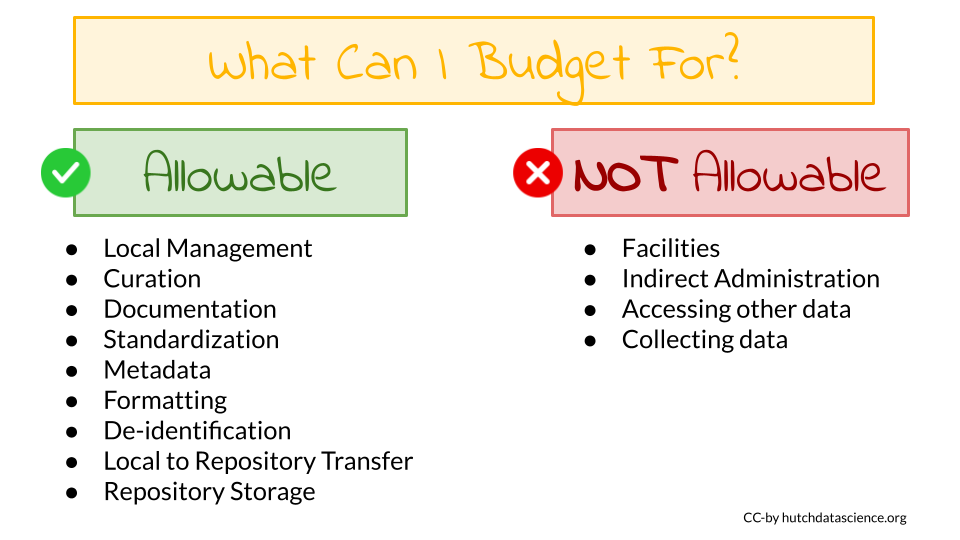 What Can I Budget For?
Allowable
● Local Management
● Curation
● Documentation
● Standardization
● Metadata
● Formatting
● De-identification
● Local to Repository Transfer
● Repository Storage
NOT Allowable
● Facilities
● Indirect Administration
● Accessing other data
● Collecting data
CC-by hutchdatascience.org